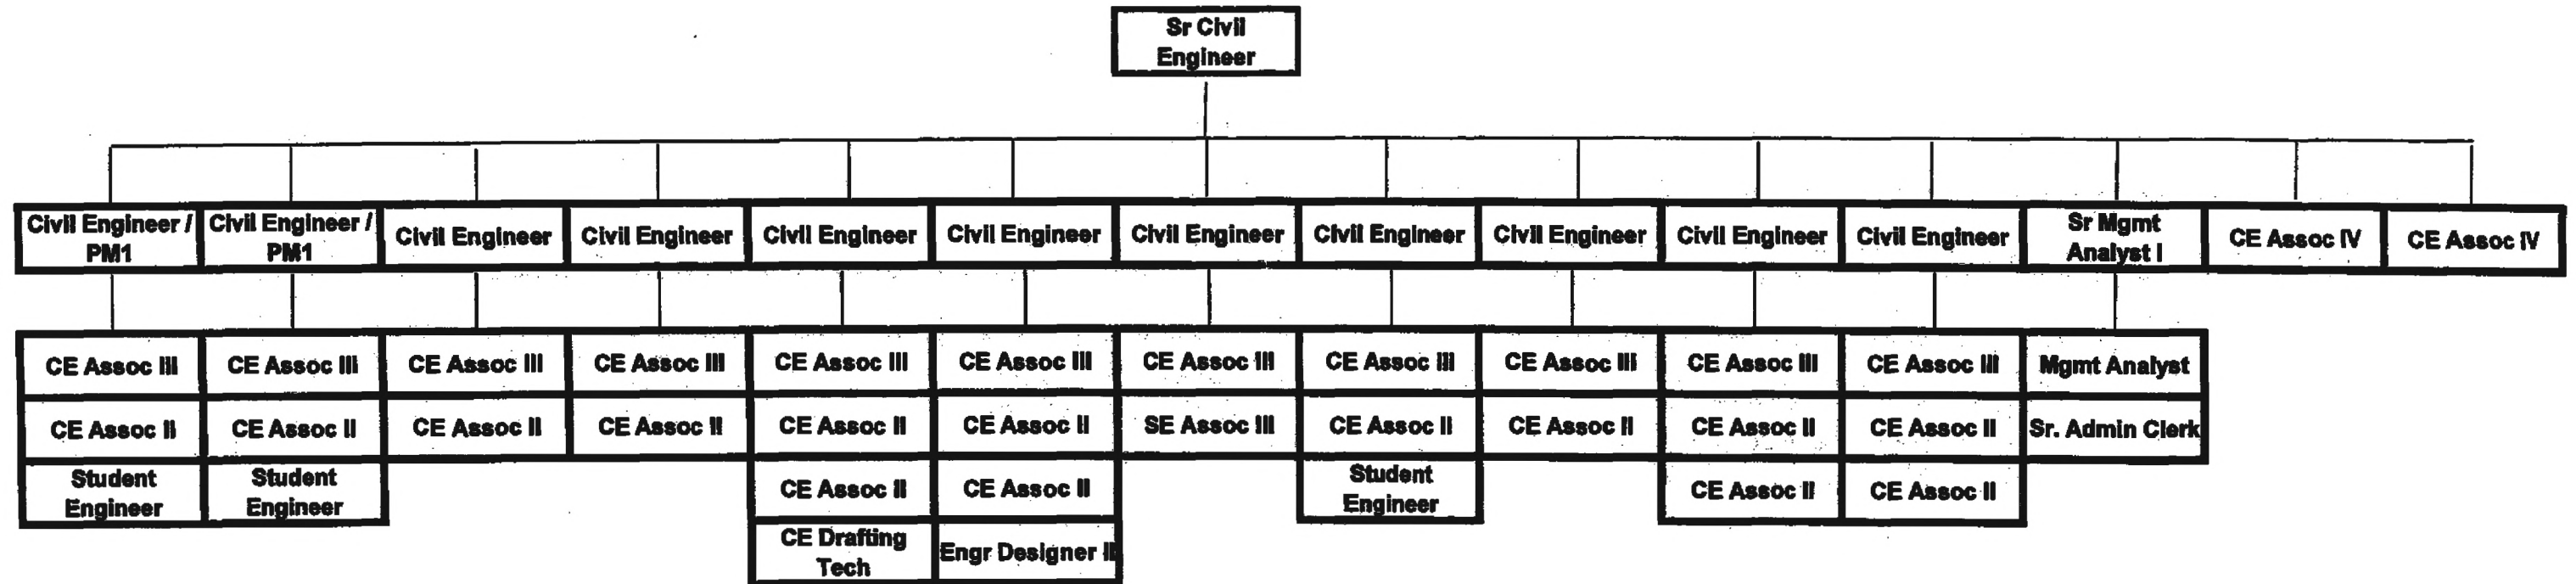 Sr Civil
Engineer
Civil Engineer /
PM1
Civil Engineer /
PM1
Civil Engineer
Civil Engineer
Civil Engineer
Civil Engineer
Civil Engineer
Civil Engineer
Civil Engineer
Civil Engineer
Civil Engineer
Sr Mgmt
Analyst I
CE Assoc IV
CE Assoc IV
CE Assoc III
CE Assoc III
CE Assoc III
CE Assoc III
CE Assoc III
CE Assoc III
CE Assoc III
CE Assoc III
CE Assoc III
CE Assoc III
CE Assoc III
Mgmt Analyst
CE Assoc II
CE Assoc II
CE Assoc II
CE Assoc II
CE Assoc II
CE Assoc II
SE Assoc III
CE Assoc II
CE Assoc II
CE Assoc II
CE Assoc II
Sr. Admin Clerk
Student
Engineer
Student
Engineer
CE Assoc II
CE Assoc II
Student
Engineer
CE Assoc II
CE Assoc II
CE Drafting
Tech
Engr Designer II